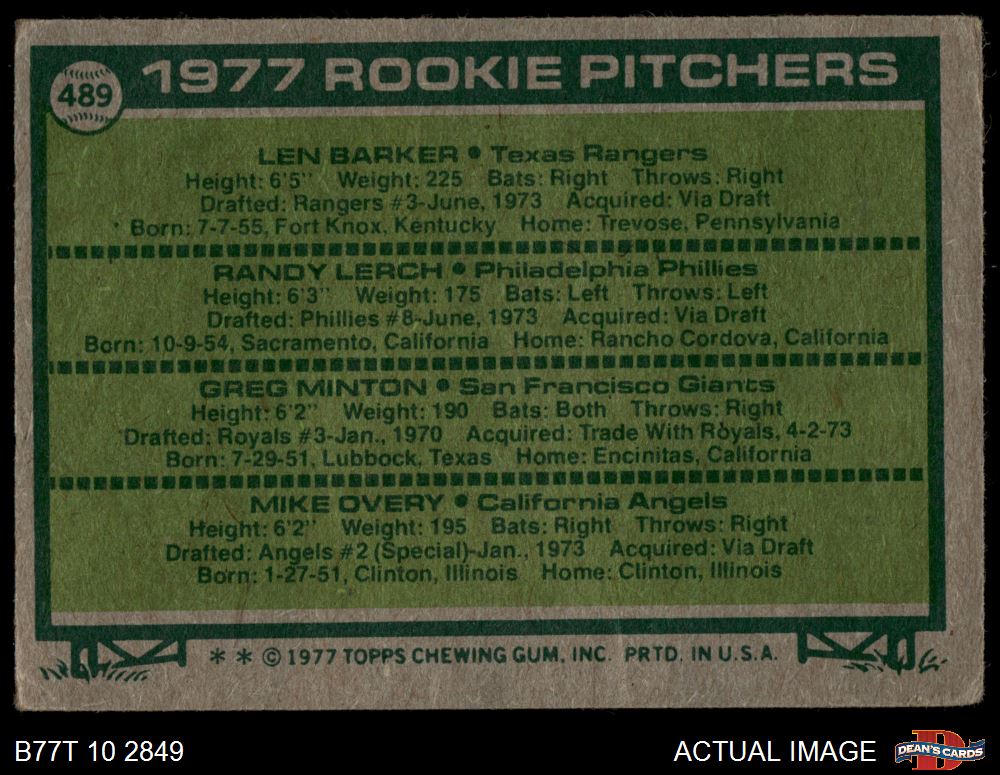 489
1977 ROOKIE PITCHERS
LEN BARKER • Texas Rangers
Height: 6'5" Weight: 225 Bats: Right Throws: Right
Drafted: Rangers #3-June, 1973 Acquired: Via Draft
Born: 7-7-55, Fort Knox, Kentucky Home: Trevose, Pennsylvania
RANDY LERCH • Philadelphia Phillies
Height: 6'3" Weight: 175 Bats: Left Throws: Left
Drafted: Phillies #8-June, 1973 Acquired: Via Draft
Born: 10-9-54, Sacramento, California Home: Rancho Cordova, California
GREG MINTON • San Francisco Giants
Height: 6'2" Weight: 190 Bats: Both Throws: Right
Drafted: Royals #3-Jan., 1970 Acquired: Trade With Royals, 4-2-73
Born: 7-29-51, Lubbock, Texas Home: Encinitas, California
MIKE OVERY • California Angels
Height: 6'2" Weight: 195 Bats: Right Throws: Right
Drafted: Angels #2 (Special)-Jan., 1973 Acquired: Via Draft
Born: 1-27-51, Clinton, Illinois Home: Clinton, Illinois
* * © 1977 TOPPS CHEWING GUM, INC. PRTD. IN U.S.A.
B77T 10 2849
ACTUAL IMAGE
D
DEAN'S CARDS